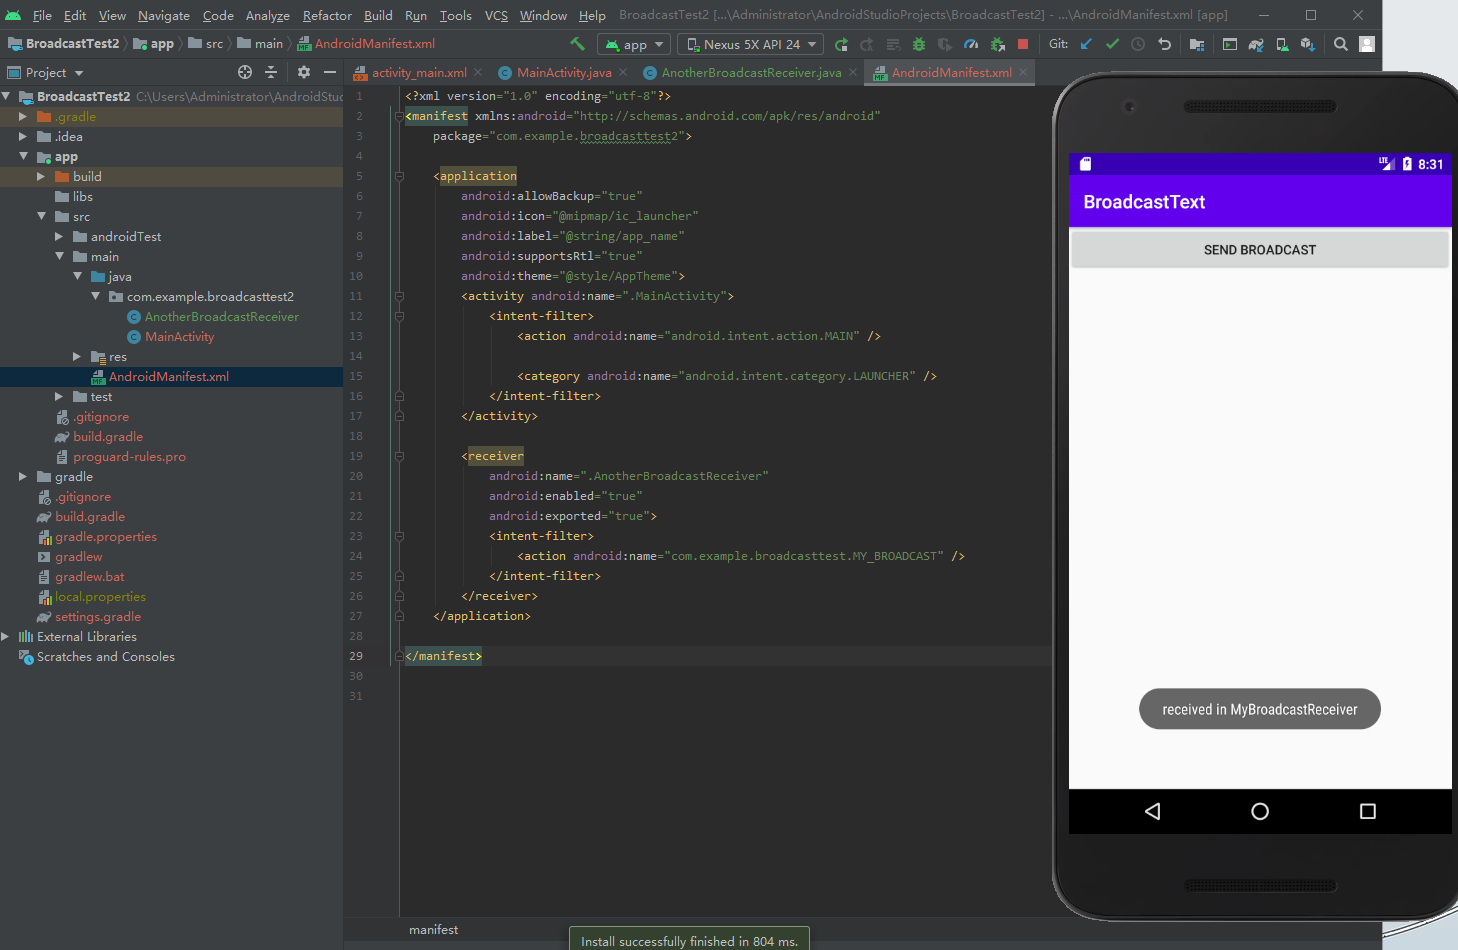 File Edit View Navigate Code Analyze Refactor Build Run Tools VCS Window Help BroadcastTest2 [...\Administrator\AndroidStudioProjects\BroadcastTest2] - ...\AndroidManifest.xml [app]
BroadcastTest2 app src main AndroidManifest.xml app Nexus 5X API 24 Git:
Project
activity_main.xml MainActivity.java AnotherBroadcastReceiver.java AndroidManifest.xml
BroadcastTest2 C:\Users\Administrator\AndroidStuc
.gradle
.idea
app
build
libs
src
androidTest
main
java
com.example.broadcasttest2
AnotherBroadcastReceiver
MainActivity
res
AndroidManifest.xml
test
.gitignore
build.gradle
proguard-rules.pro
gradle
.gitignore
build.gradle
gradle.properties
gradlew
gradlew.bat
local.properties
settings.gradle
External Libraries
Scratches and Consoles
1 <?xml version="1.0" encoding="utf-8"?>
2 <manifest xmlns:android="http://schemas.android.com/apk/res/android"
3 package="com.example.broadcasttest2">
4
5 <application
6 android:allowBackup="true"
7 android:icon="@mipmap/ic_launcher"
8 android:label="@string/app_name"
9 android:supportsRtl="true"
10 android:theme="@style/AppTheme">
11 <activity android:name=".MainActivity">
12 <intent-filter>
13 <action android:name="android.intent.action.MAIN" />
14
15 <category android:name="android.intent.category.LAUNCHER" />
16 </intent-filter>
17 </activity>
18
19 <receiver
20 android:name=".AnotherBroadcastReceiver"
21 android:enabled="true"
22 android:exported="true">
23 <intent-filter>
24 <action android:name="com.example.broadcasttest.MY_BROADCAST" />
25 </intent-filter>
26 </receiver>
27 </application>
28
29 </manifest>
30
31
manifest
Install successfully finished in 804 ms.
LTE 8:31
BroadcastText
SEND BROADCAST
received in MyBroadcastReceiver